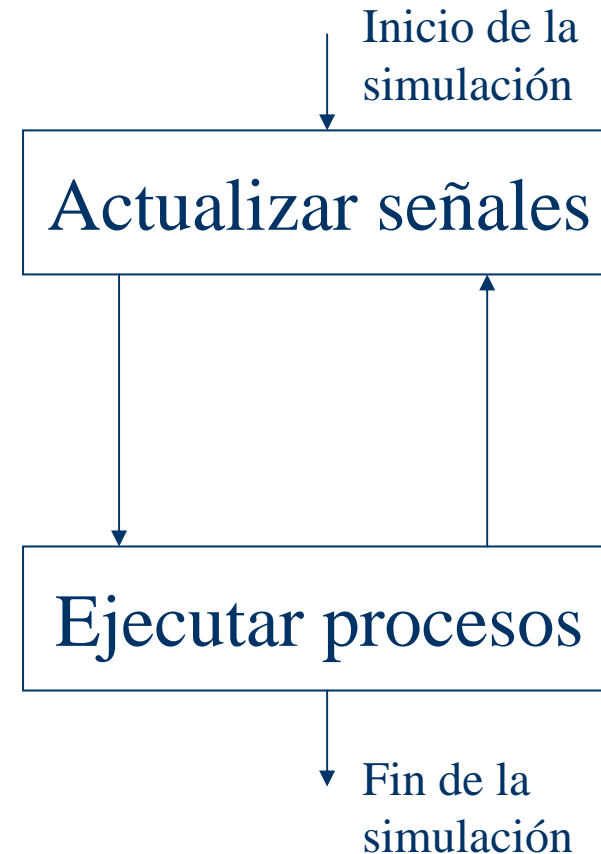 Inicio de la
simulación
Actualizar señales
Ejecutar procesos
Fin de la
simulación